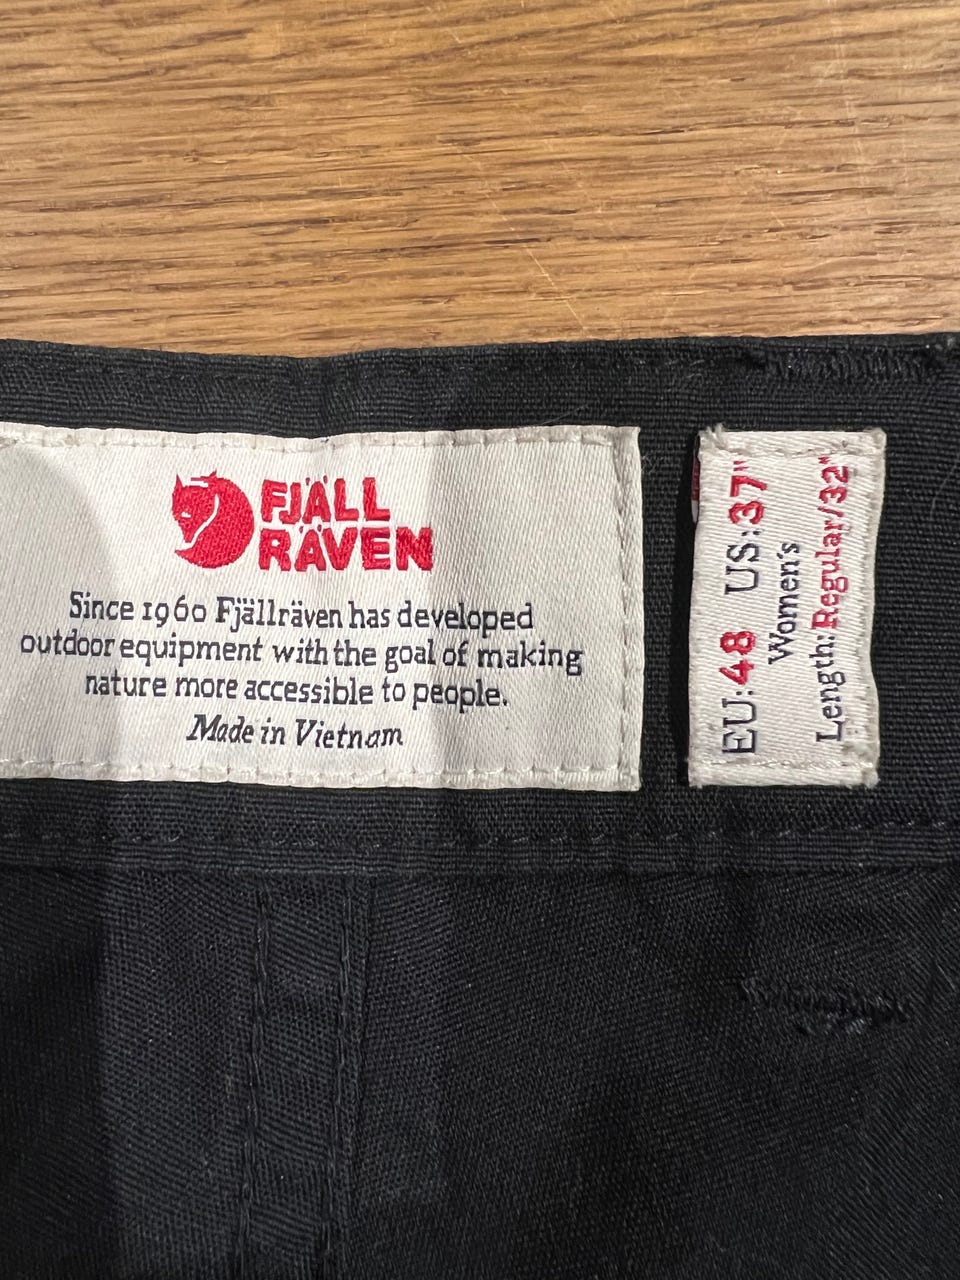 FJÄLL
RÄVEN
Since 1960 Fjällräven has developed
outdoor equipment with the goal of making
nature more accessible to people.
Made in Vietnam
EU: 48 US: 37"
Women's
Length: Regular/32"